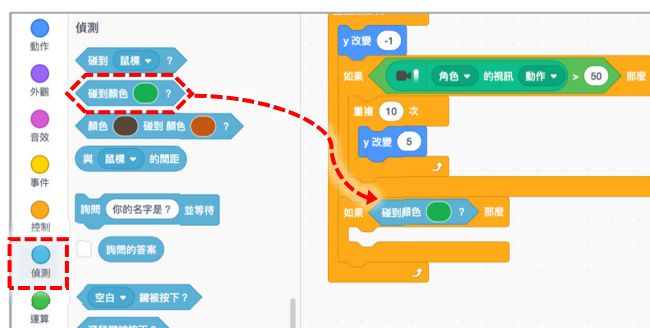 偵測
動作
碰到 鼠標 ?
外觀
碰到顏色 ?
音效
顏色 碰到 顏色 ?
事件
與 鼠標 的間距
控制
詢問 你的名字是? 並等待
偵測
詢問的答案
運算
空白 鍵被按下?
y 改變 -1
如果 角色 的視訊 動作 > 50 那麼
重複 10 次
y 改變 5
如果 碰到顏色 ? 那麼